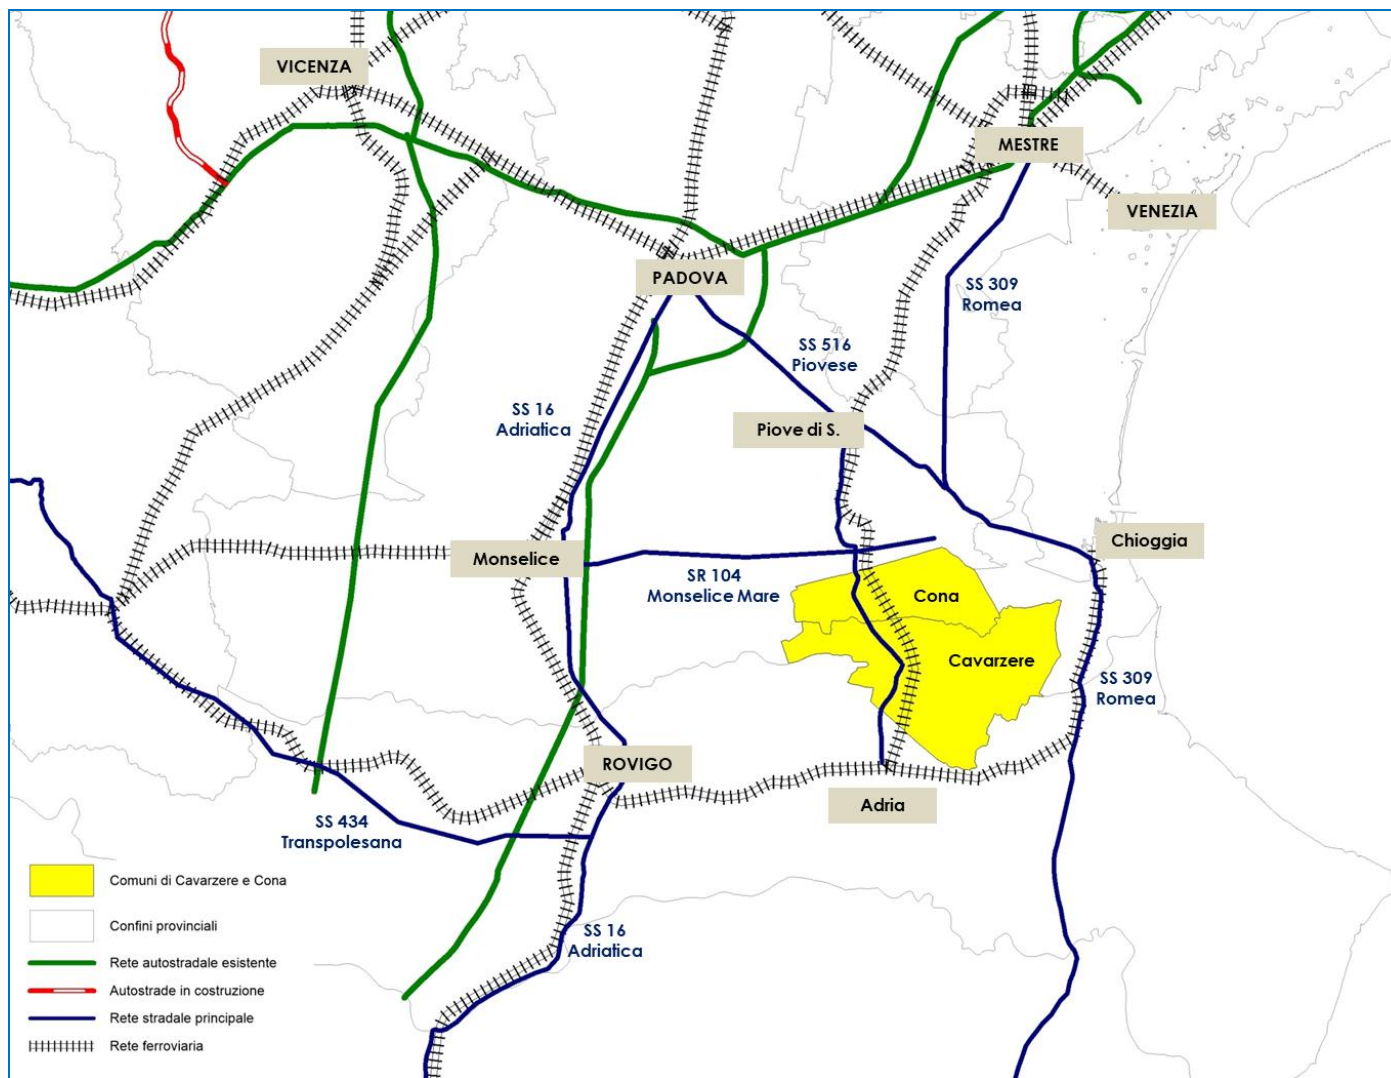 VICENZA
MESTRE
VENEZIA
PADOVA
SS 309
Romea
SS 516
Piovese
SS 16
Adriatica
Piove di S.
Chioggia
Monselice
SR 104
Monselice Mare
Cona
Cavarzere
SS 309
Romea
ROVIGO
Adria
SS 434
Transpolesana
SS 16
Adriatica
Comuni di Cavarzere e Cona
Confini provinciali
Rete autostradale esistente
Autostrade in costruzione
Rete stradale principale
Rete ferroviaria